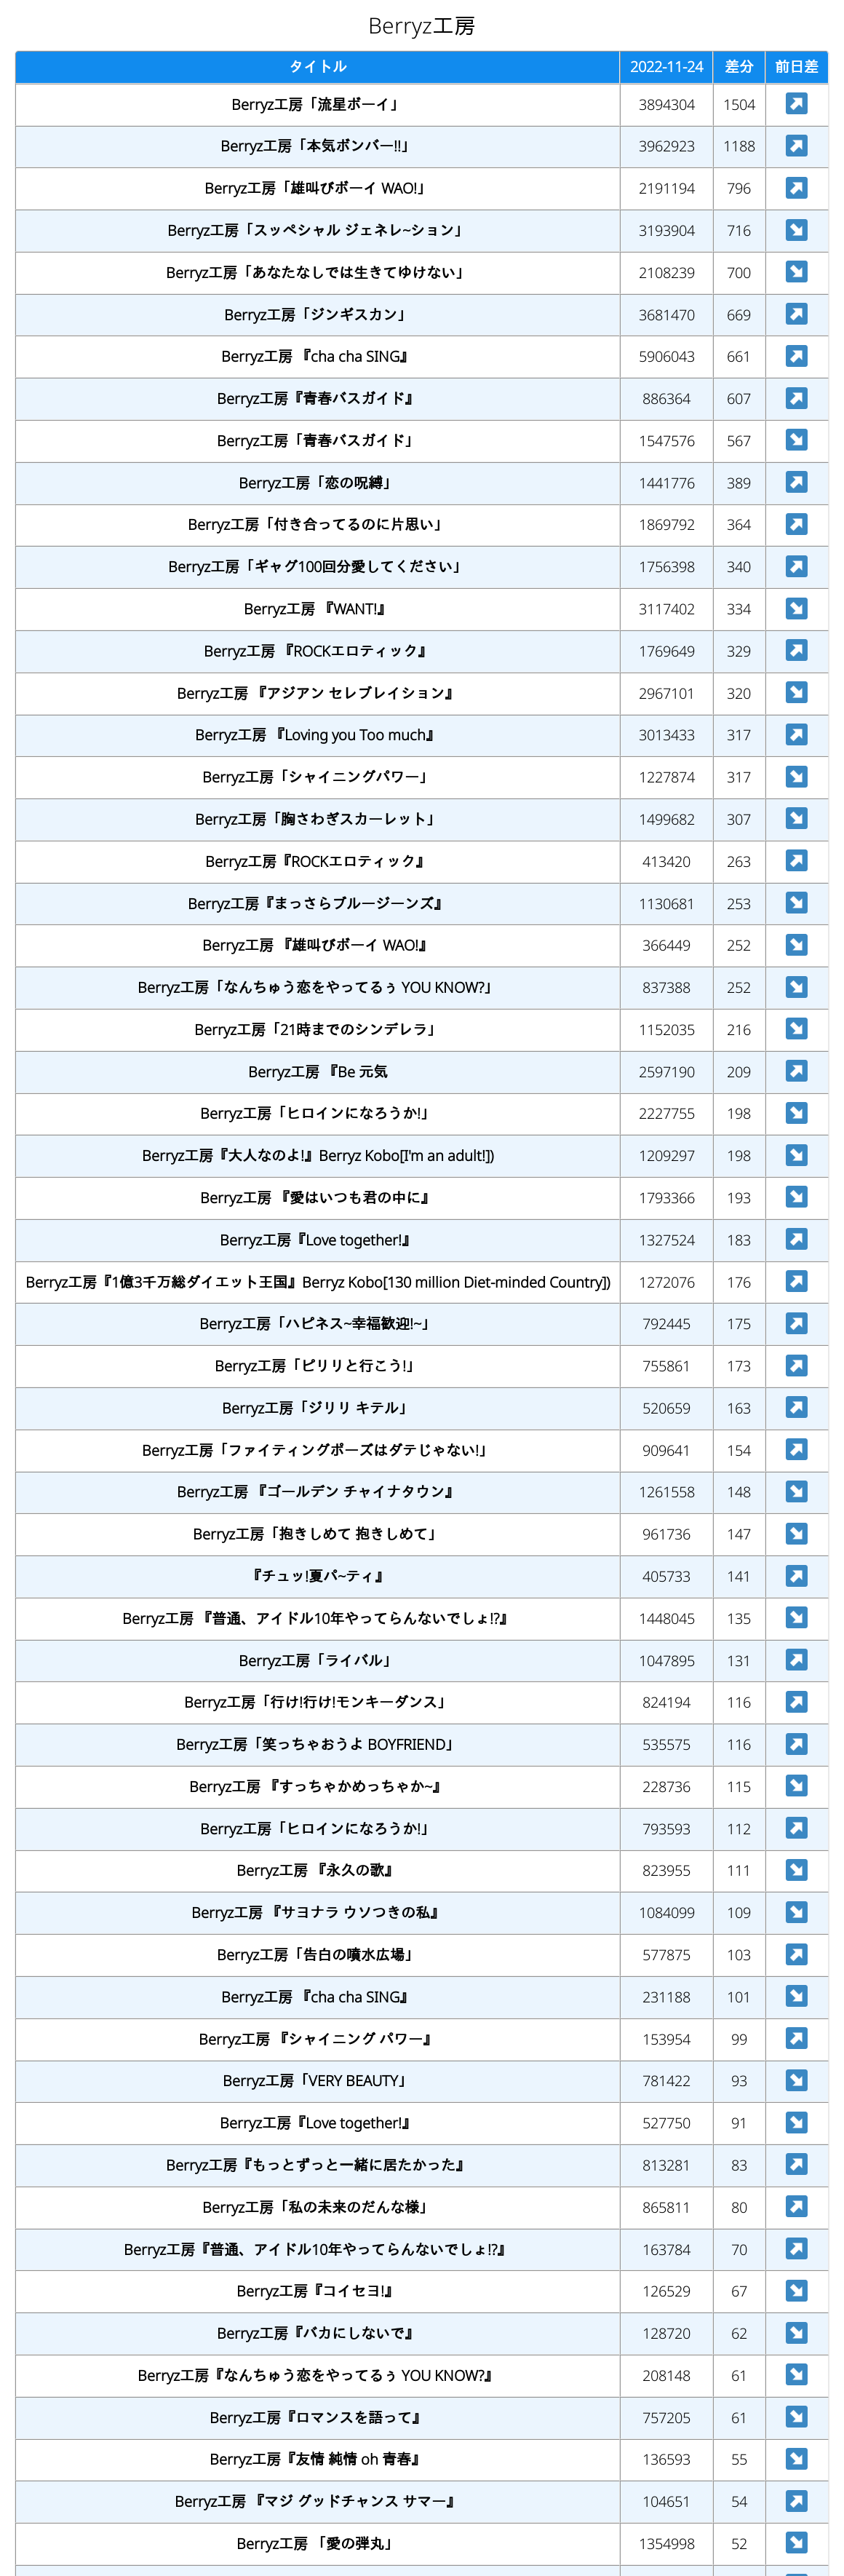 Berryz工房
タイトル 2022-11-24 差分 前日差
Berryz工房「流星ボーイ」 3894304 1504 ↗
Berryz工房「本気ボンバー!!」 3962923 1188 ↗
Berryz工房「雄叫びボーイ WAO!」 2191194 796 ↗
Berryz工房「スッペシャル ジェネレ~ション」 3193904 716 ↘
Berryz工房「あなたなしでは生きてゆけない」 2108239 700 ↘
Berryz工房「ジンギスカン」 3681470 669 ↗
Berryz工房 『cha cha SING』 5906043 661 ↗
Berryz工房『青春バスガイド』 886364 607 ↗
Berryz工房「青春バスガイド」 1547576 567 ↘
Berryz工房「恋の呪縛」 1441776 389 ↗
Berryz工房「付き合ってるのに片思い」 1869792 364 ↗
Berryz工房「ギャグ100回分愛してください」 1756398 340 ↗
Berryz工房 『WANT!』 3117402 334 ↘
Berryz工房 『ROCKエロティック』 1769649 329 ↗
Berryz工房 『アジアン セレブレイション』 2967101 320 ↘
Berryz工房 『Loving you Too much』 3013433 317 ↗
Berryz工房「シャイニングパワー」 1227874 317 ↘
Berryz工房「胸さわぎスカーレット」 1499682 307 ↘
Berryz工房『ROCKエロティック』 413420 263 ↗
Berryz工房『まっさらブルージーンズ』 1130681 253 ↘
Berryz工房 『雄叫びボーイ WAO!』 366449 252 ↘
Berryz工房「なんちゅう恋をやってるぅ YOU KNOW?」 837388 252 ↘
Berryz工房「21時までのシンデレラ」 1152035 216 ↘
Berryz工房 『Be 元気 2597190 209 ↗
Berryz工房「ヒロインになろうか!」 2227755 198 ↘
Berryz工房『大人なのよ!』Berryz Kobo[I'm an adult!]) 1209297 198 ↘
Berryz工房 『愛はいつも君の中に』 1793366 193 ↘
Berryz工房『Love together!』 1327524 183 ↗
Berryz工房『1億3千万総ダイエット王国』Berryz Kobo[130 million Diet-minded Country]) 1272076 176 ↗
Berryz工房「ハピネス~幸福歓迎!~」 792445 175 ↗
Berryz工房「ピリリと行こう!」 755861 173 ↗
Berryz工房「ジリリ キテル」 520659 163 ↗
Berryz工房「ファイティングポーズはダテじゃない!」 909641 154 ↗
Berryz工房 『ゴールデン チャイナタウン』 1261558 148 ↘
Berryz工房「抱きしめて 抱きしめて」 961736 147 ↘
『チュッ!夏パ~ティ』 405733 141 ↗
Berryz工房 『普通、アイドル10年やってらんないでしょ!?』 1448045 135 ↘
Berryz工房「ライバル」 1047895 131 ↗
Berryz工房「行け!行け!モンキーダンス」 824194 116 ↗
Berryz工房「笑っちゃおうよ BOYFRIEND」 535575 116 ↗
Berryz工房 『すっちゃかめっちゃか~』 228736 115 ↘
Berryz工房「ヒロインになろうか!」 793593 112 ↗
Berryz工房 『永久の歌』 823955 111 ↘
Berryz工房 『サヨナラ ウソつきの私』 1084099 109 ↘
Berryz工房「告白の噴水広場」 577875 103 ↗
Berryz工房 『cha cha SING』 231188 101 ↘
Berryz工房 『シャイニング パワー』 153954 99 ↗
Berryz工房「VERY BEAUTY」 781422 93 ↘
Berryz工房『Love together!』 527750 91 ↘
Berryz工房『もっとずっと一緒に居たかった』 813281 83 ↗
Berryz工房「私の未来のだんな様」 865811 80 ↗
Berryz工房『普通、アイドル10年やってらんないでしょ!?』 163784 70 ↗
Berryz工房『コイセヨ!』 126529 67 ↘
Berryz工房『バカにしないで』 128720 62 ↘
Berryz工房『なんちゅう恋をやってるぅ YOU KNOW?』 208148 61 ↘
Berryz工房『ロマンスを語って』 757205 61 ↘
Berryz工房『友情 純情 oh 青春』 136593 55 ↘
Berryz工房 『マジ グッドチャンス サマー』 104651 54 ↗
Berryz工房 「愛の弾丸」 1354998 52 ↘